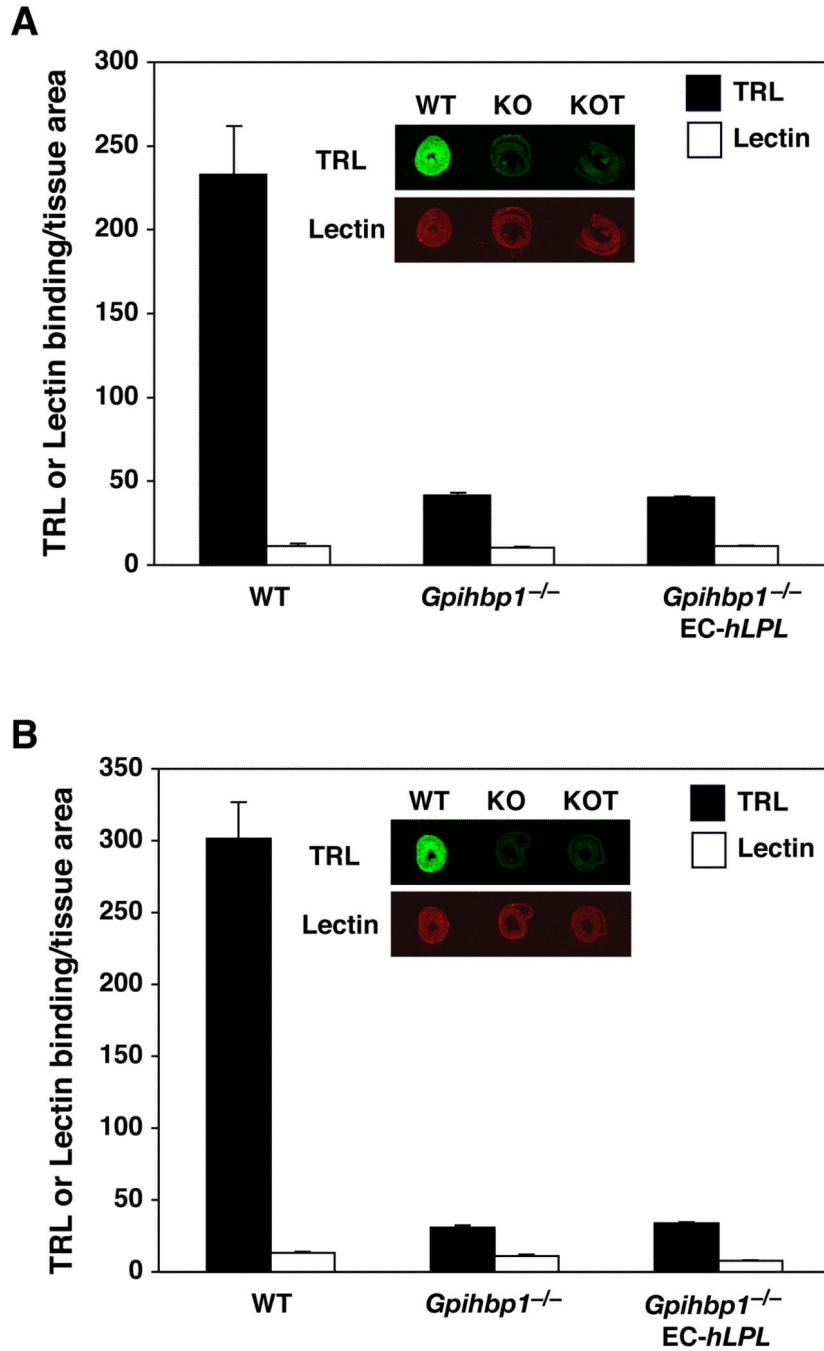 A
TRL or Lectin binding/tissue area
300
250
200
150
100
50
0
WT KO KOT
TRL
Lectin
TRL
Lectin
WT
Gpihbp1–/–
Gpihbp1–/–
EC-hLPL
B
TRL or Lectin binding/tissue area
350
300
250
200
150
100
50
0
WT KO KOT
TRL
Lectin
TRL
Lectin
WT
Gpihbp1–/–
Gpihbp1–/–
EC-hLPL